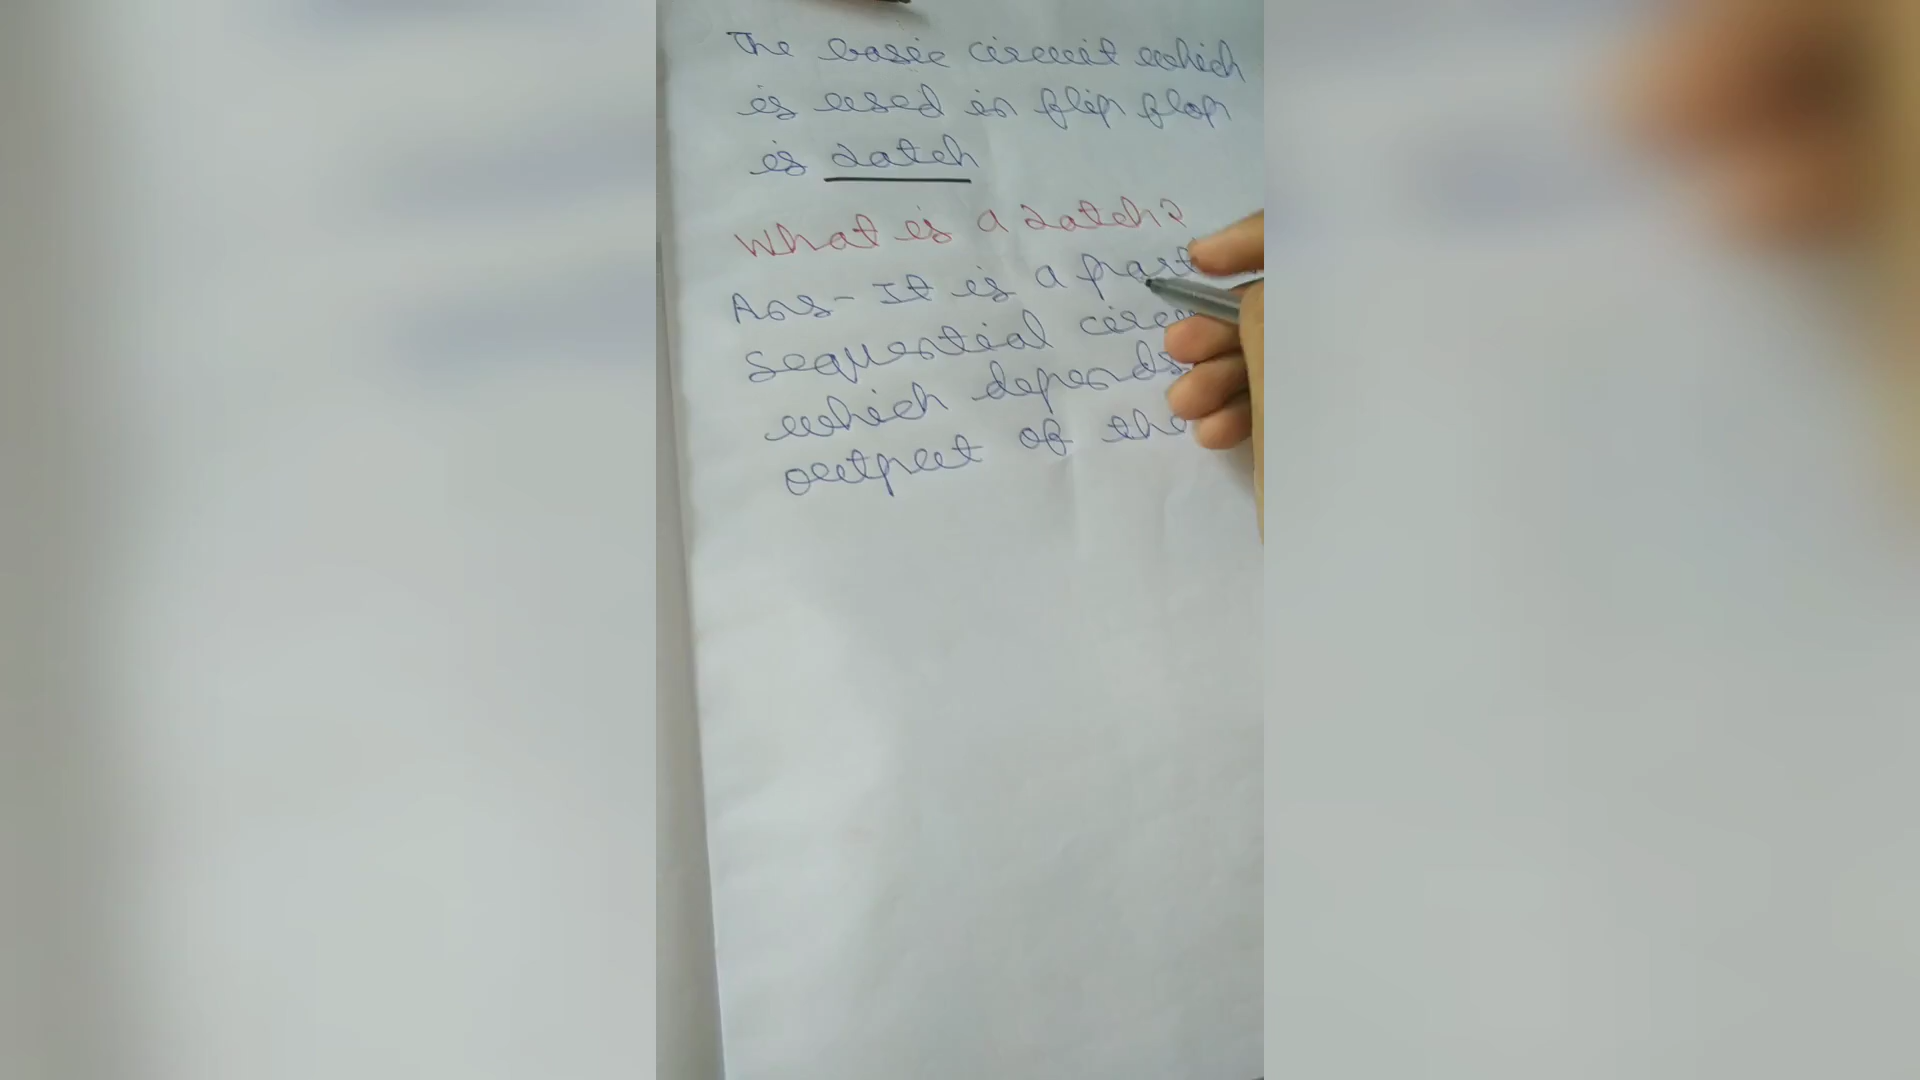 The basic circuit which
is used in flip flop
is Latch
What is a Latch?
Ans- It is a part
sequential
which depends
output of the